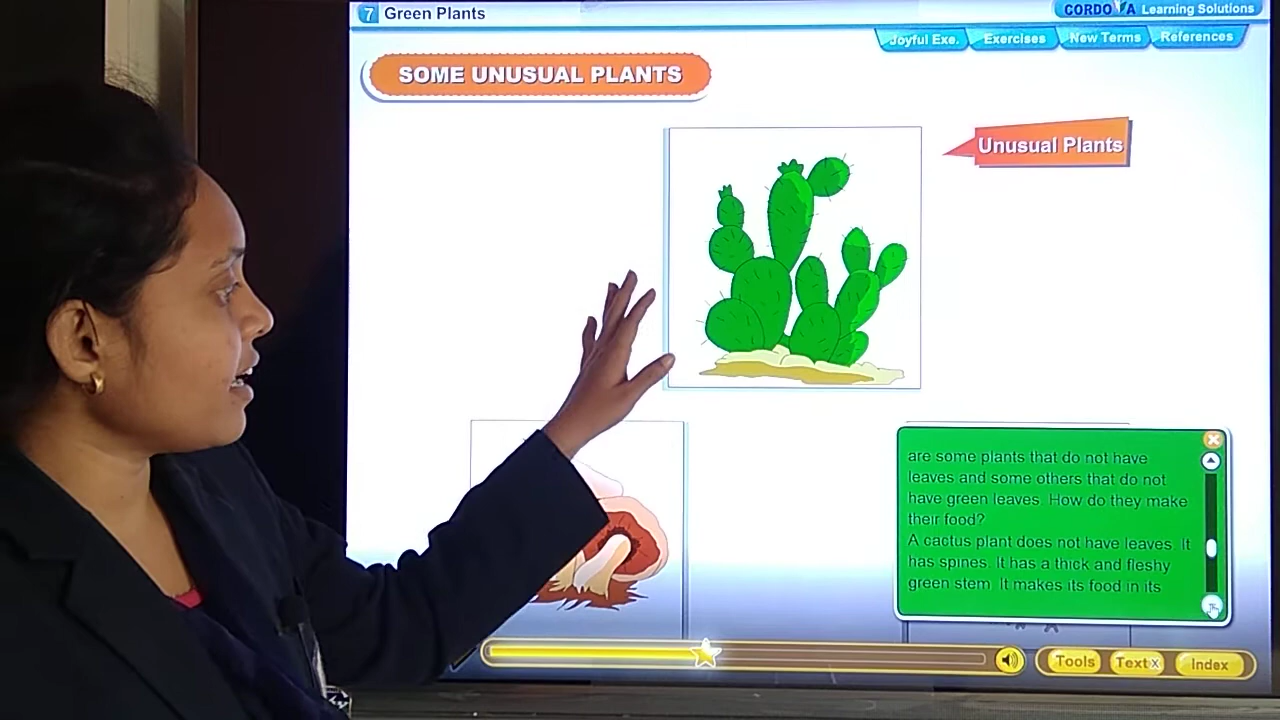 7 Green Plants
CORDOVA Learning Solutions
Joyful Exe. Exercises New Terms References
SOME UNUSUAL PLANTS
Unusual Plants
are some plants that do not have
leaves and some others that do not
have green leaves. How do they make
their food?
A cactus plant does not have leaves. It
has spines. It has a thick and fleshy
green stem. It makes its food in its
Tools Text x Index